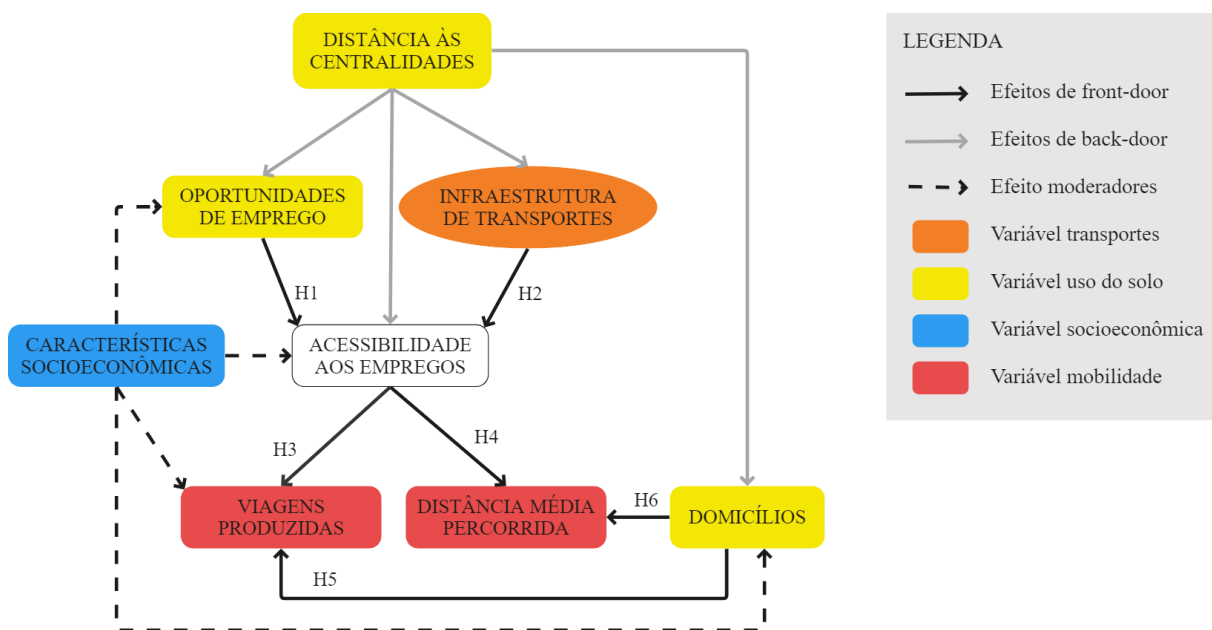 DISTÂNCIA ÀS
CENTRALIDADES
OPORTUNIDADES
DE EMPREGO
INFRAESTRUTURA
DE TRANSPORTES
H1
H2
CARACTERÍSTICAS
SOCIOECONÔMICAS
ACESSIBILIDADE
AOS EMPREGOS
H3
H4
VIAGENS
PRODUZIDAS
DISTÂNCIA MÉDIA
PERCORRIDA
H6
DOMICÍLIOS
H5
LEGENDA
Efeitos de front-door
Efeitos de back-door
Efeito moderadores
Variável transportes
Variável uso do solo
Variável socioeconômica
Variável mobilidade